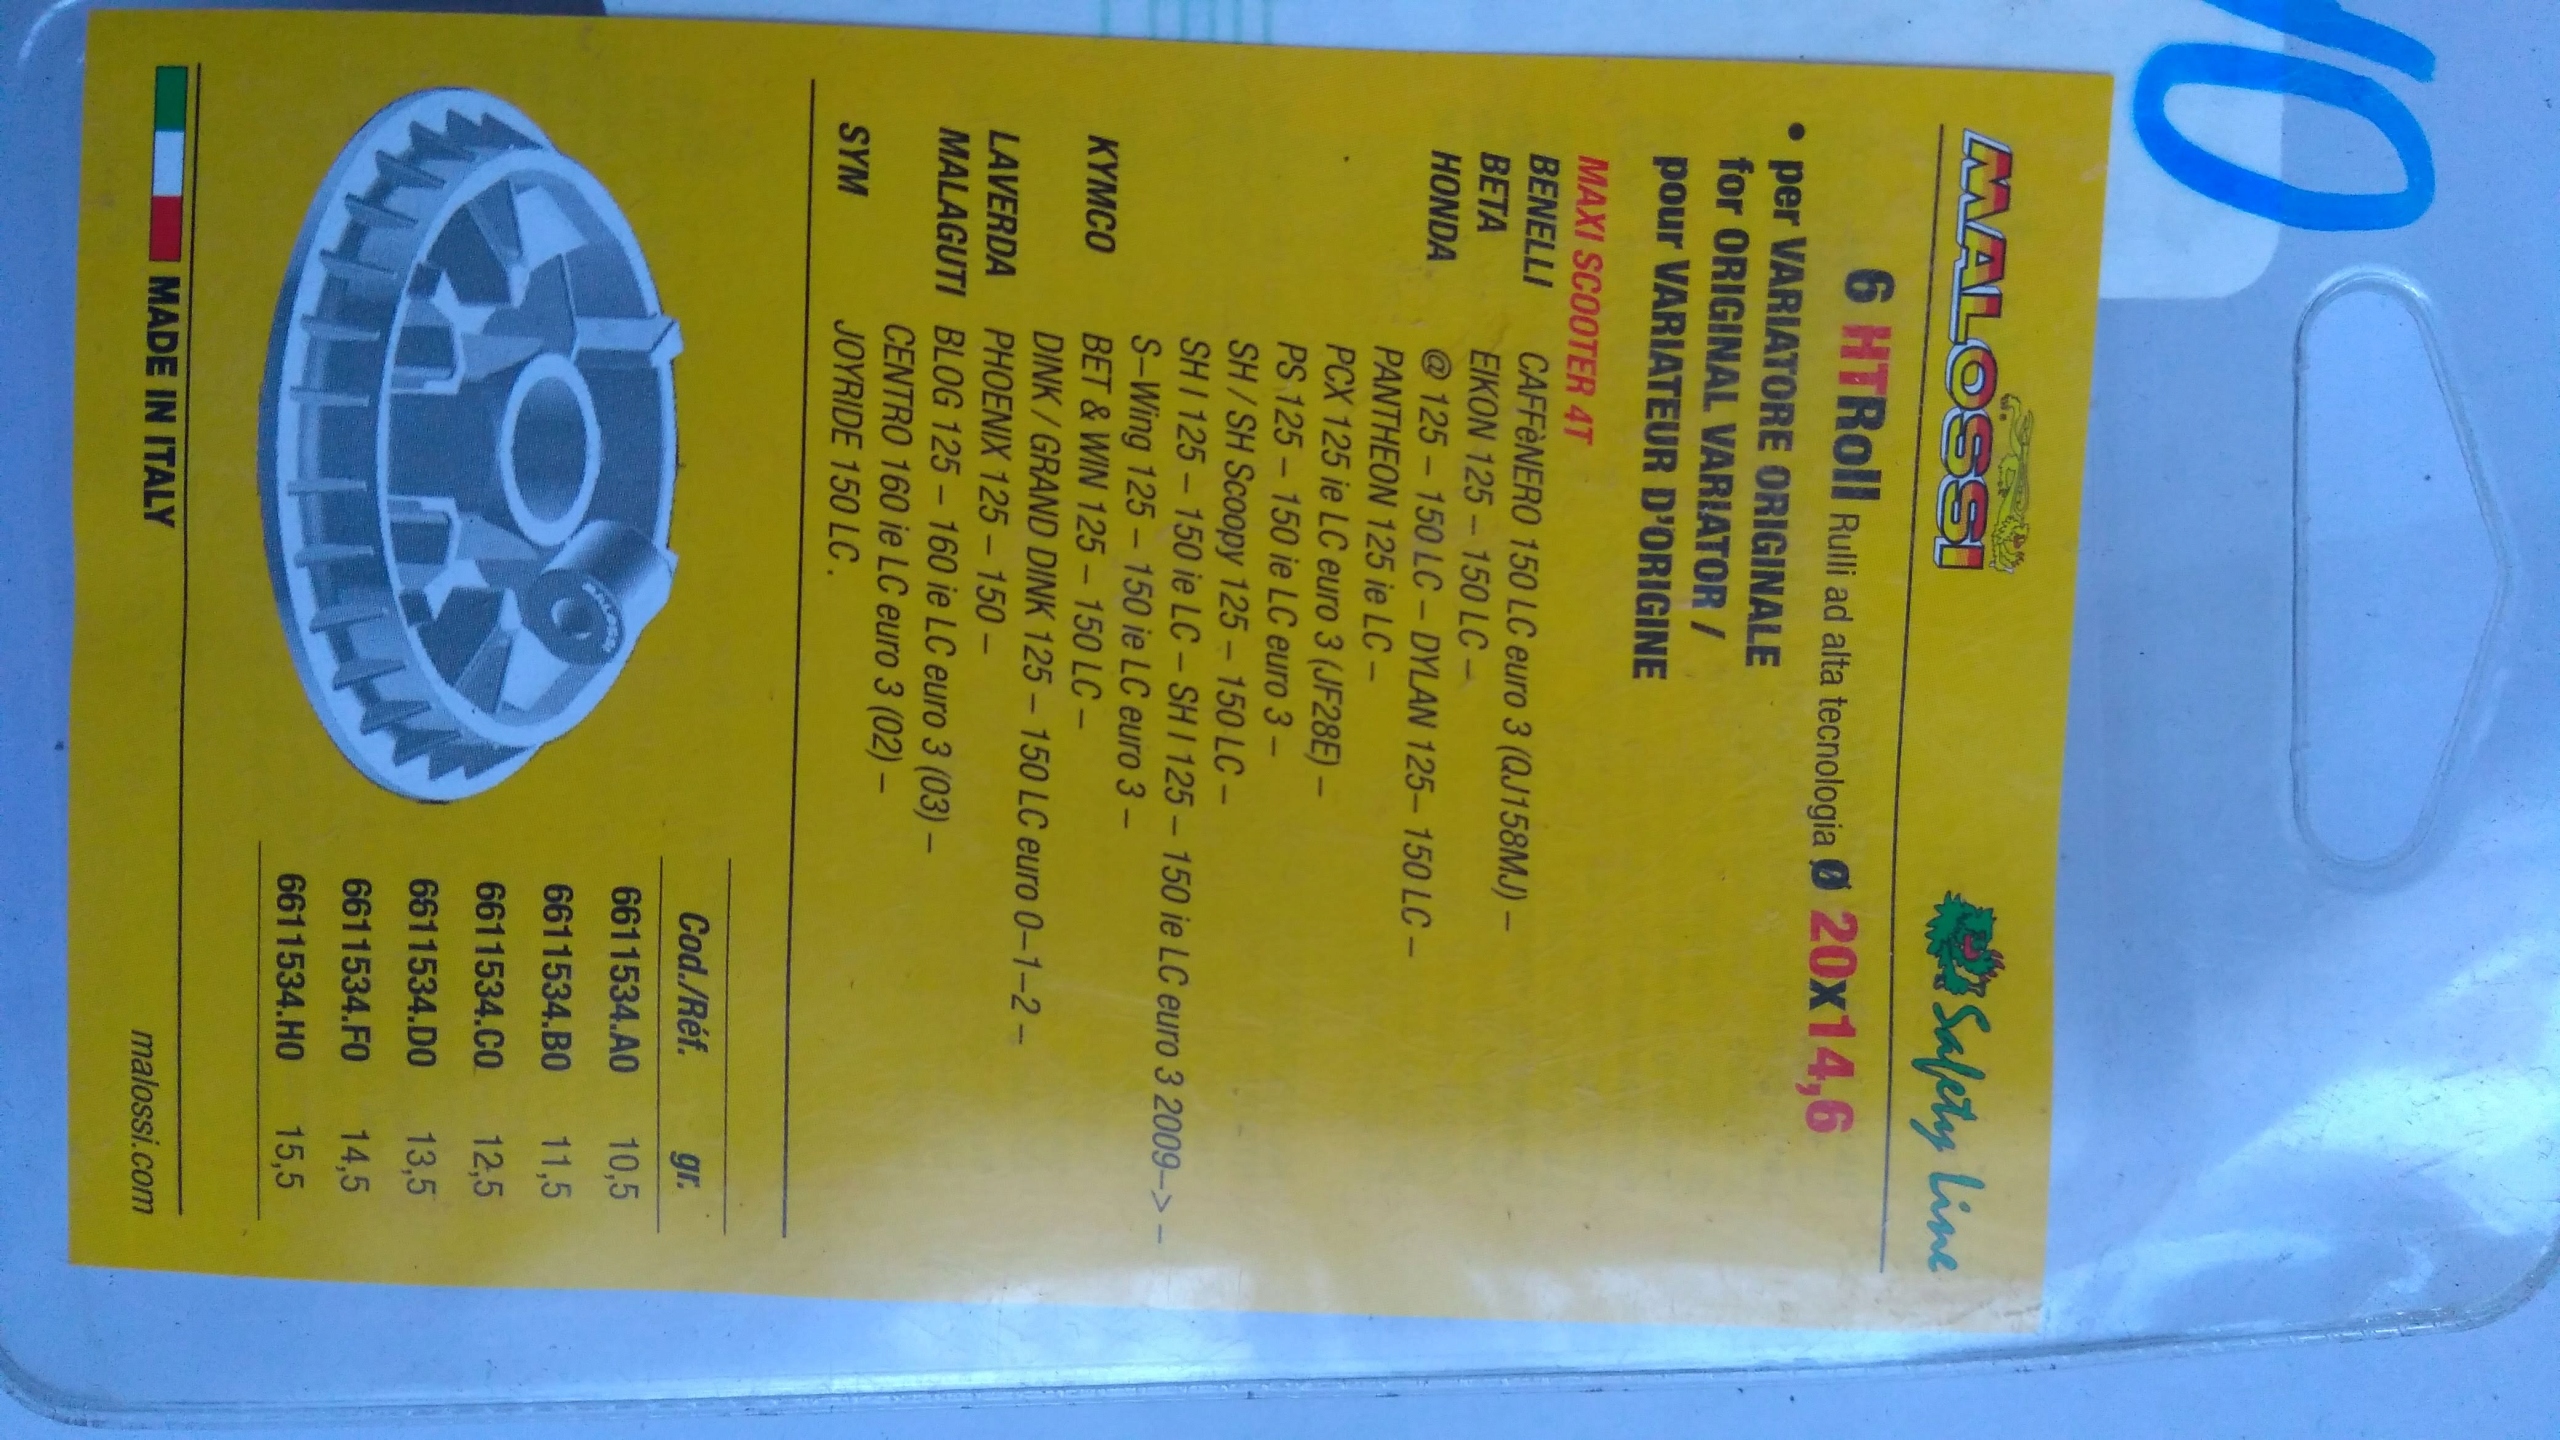 MALOSSI Safety Line
6 HTRoll Rulli ad alta tecnologia Ø 20x14,6
• per VARIATORE ORIGINALE
for ORIGINAL VARIATOR /
pour VARIATEUR D'ORIGINE
MAXI SCOOTER 4T
BENELLI CAFFèNERO 150 LC euro 3 (QJ158MJ) –
BETA EIKON 125 – 150 LC –
HONDA @ 125 – 150 LC – DYLAN 125– 150 LC –
PANTHEON 125 ie LC –
PCX 125 ie LC euro 3 (JF28E) –
PS 125 – 150 ie LC euro 3 –
SH / SH Scoopy 125 – 150 LC –
SH I 125 – 150 ie LC – SH I 125 – 150 ie LC euro 3 2009–> –
S–Wing 125 – 150 ie LC euro 3 –
KYMCO BET & WIN 125 – 150 LC –
DINK / GRAND DINK 125 – 150 LC euro 0–1–2 –
LAVERDA PHOENIX 125 – 150 –
MALAGUTI BLOG 125 – 160 ie LC euro 3 (03) –
CENTRO 160 ie LC euro 3 (02) –
SYM JOYRIDE 150 LC .
Cod./Réf. gr.
6611534.A0 10,5
6611534.B0 11,5
6611534.C0 12,5
6611534.D0 13,5
6611534.F0 14,5
6611534.H0 15,5
MALOSSI
MADE IN ITALY malossi.com